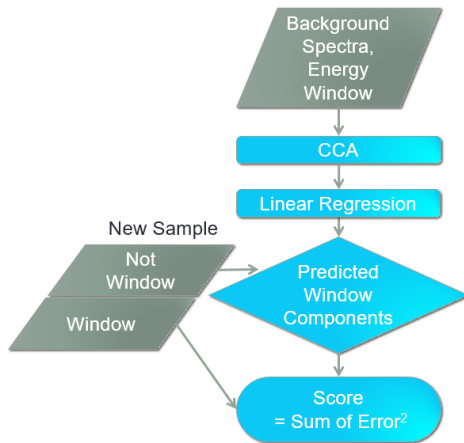 Background
Spectra,
Energy
Window
CCA
Linear Regression
New Sample
Not
Window
Window
Predicted
Window
Components
Score
= Sum of Error²